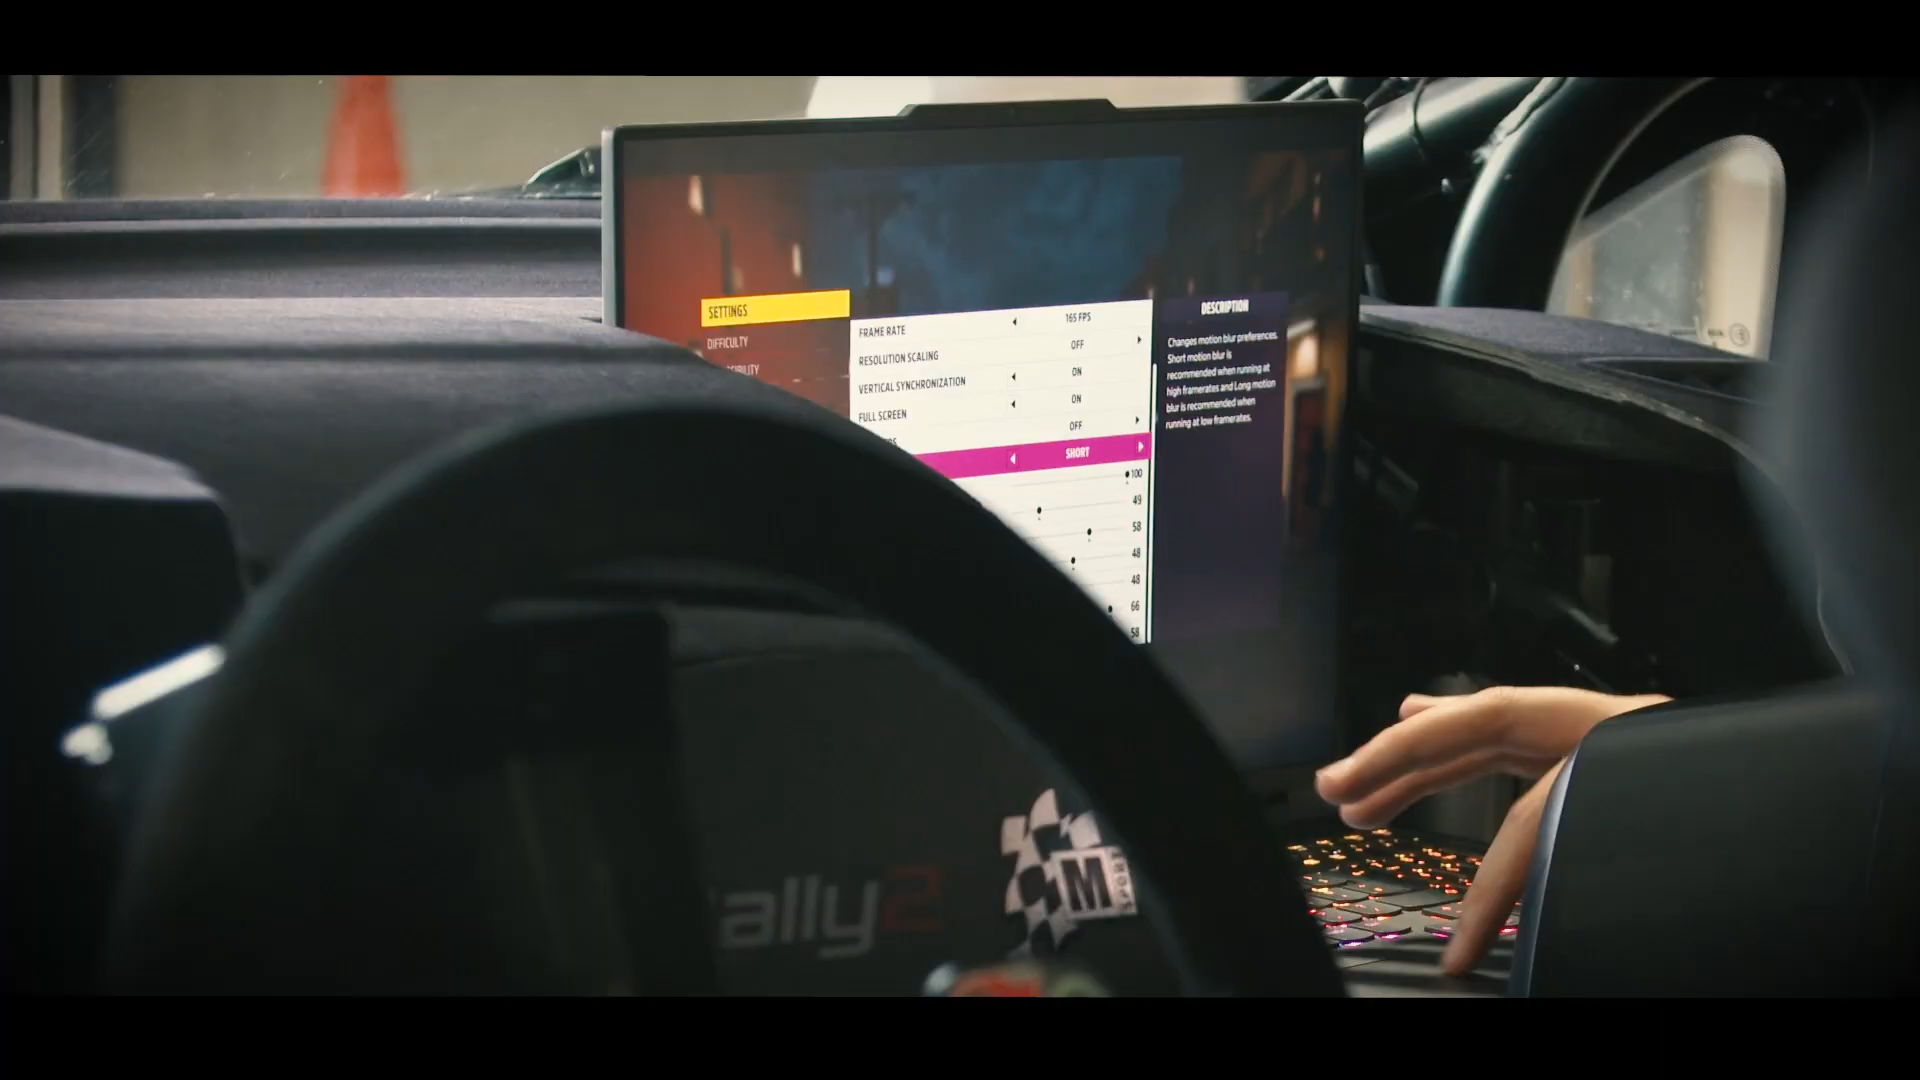 SETTINGS
DIFFICULTY
FRAME RATE
165 FPS
RESOLUTION SCALING
OFF
VERTICAL SYNCHRONIZATION
ON
FULL SCREEN
ON
OFF
SHORT
100
49
58
48
48
66
58
DESCRIPTION
Changes motion blur preferences.
Short motion blur is
recommended when running at
high framerates and Long motion
blur is recommended when
running at low framerates.
ally2
M
SPORT